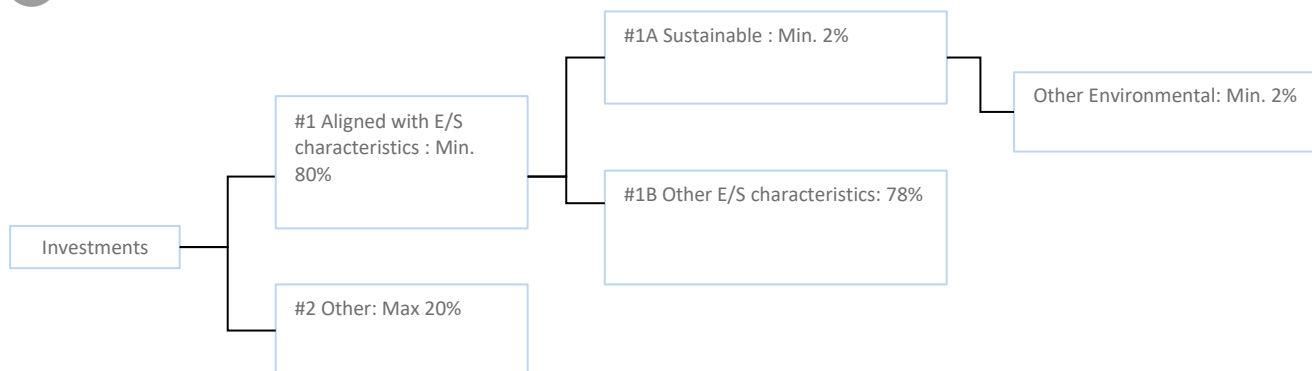 #1A Sustainable : Min. 2%
Other Environmental: Min. 2%
#1 Aligned with E/S
characteristics : Min.
80%
#1B Other E/S characteristics: 78%
Investments
#2 Other: Max 20%